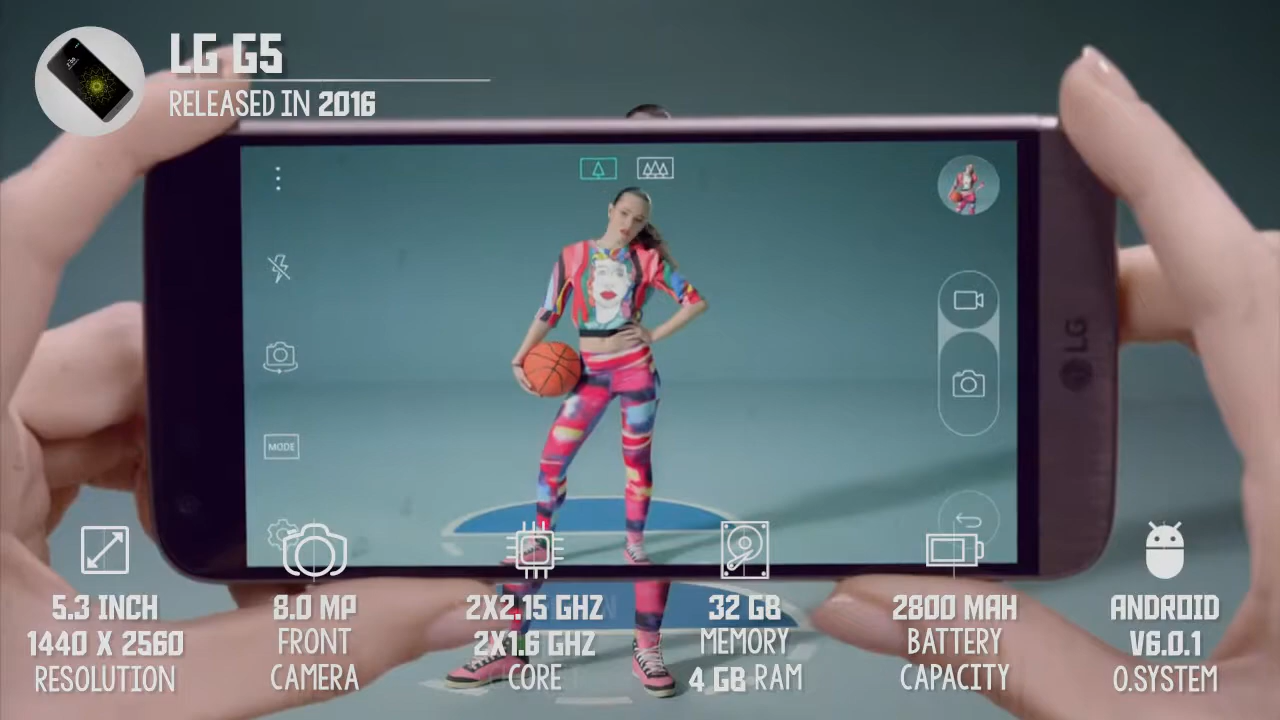 LG G5
RELEASED IN 2016
MODE
LG
5.3 INCH
1440 X 2560
RESOLUTION
8.0 MP
FRONT
CAMERA
2X2.15 GHZ
2X1.6 GHZ
CORE
32 GB
MEMORY
4 GB RAM
2800 MAH
BATTERY
CAPACITY
ANDROID
V6.0.1
O.SYSTEM